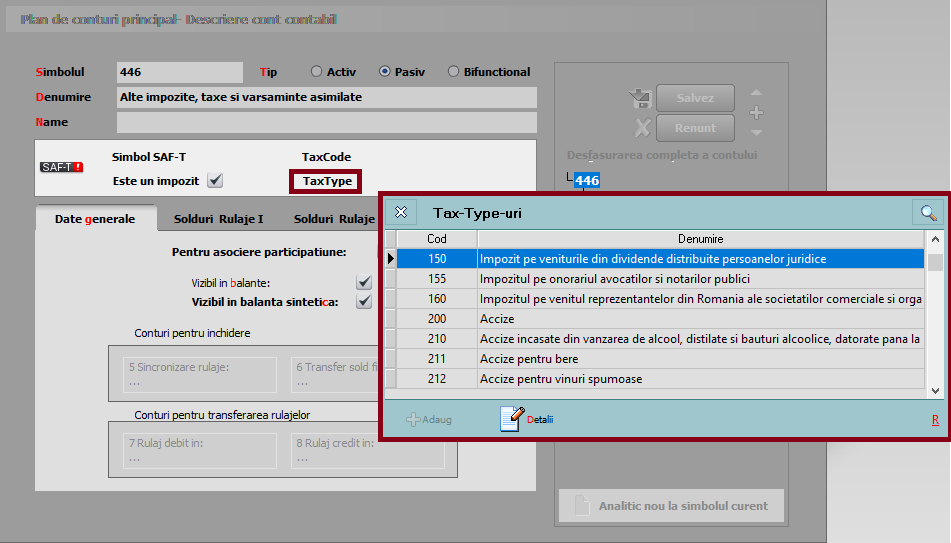 Plan de conturi principal- Descriere cont contabil
Simbolul 446 Tip Activ Pasiv Bifunctional
Denumire Alte impozite, taxe si varsaminte asimilate
Name
Salvez
Renunt
Desfasurarea completa a contului
446
SAF-T ! Simbol SAF-T TaxCode
Este un impozit TaxType
Date generale Solduri Rulaje I Solduri Rulaje
Pentru asociere participatiune:
Vizibil in balante:
Vizibil in balanta sintetica:
Conturi pentru inchidere
5 Sincronizare rulaje: 6 Transfer sold fi
... ...
Conturi pentru transferarea rulajelor
7 Rulaj debit in: 8 Rulaj credit in:
... ...
Tax-Type-uri
Cod Denumire
150 Impozit pe veniturile din dividende distribuite persoanelor juridice
155 Impozitul pe onorariul avocatilor si notarilor publici
160 Impozitul pe venitul reprezentantelor din Romania ale societatilor comerciale si orga
200 Accize
210 Accize incasate din vanzarea de alcool, distilate si bauturi alcoolice, datorate pana la
211 Accize pentru bere
212 Accize pentru vinuri spumoase
Adaug Detalii R
Analitic nou la simbolul curent